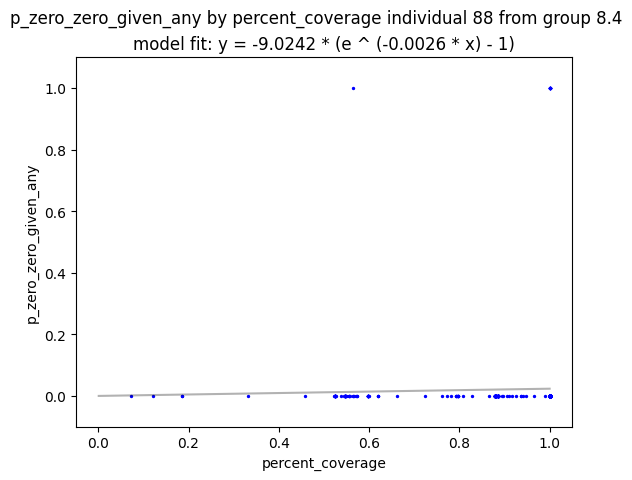 p_zero_zero_given_any by percent_coverage individual 88 from group 8.4
model fit: y = -9.0242 * (e ^ (-0.0026 * x) - 1)
1.0
0.8
0.6
0.4
0.2
0.0
p_zero_zero_given_any
0.0 0.2 0.4 0.6 0.8 1.0
percent_coverage